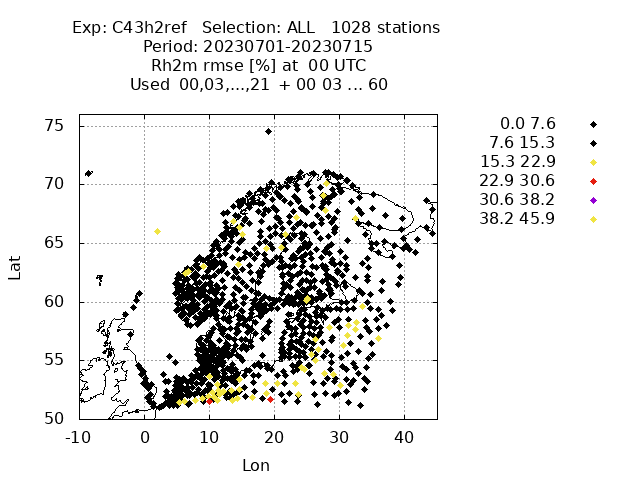 Exp: C43h2ref   Selection: ALL   1028 stations
Period: 20230701-20230715
Rh2m rmse [%] at  00 UTC
Used  00,03,...,21  + 00 03 ... 60
0.0 7.6
7.6 15.3
15.3 22.9
22.9 30.6
30.6 38.2
38.2 45.9
75
70
65
60
55
50
Lat
-10 0 10 20 30 40
Lon